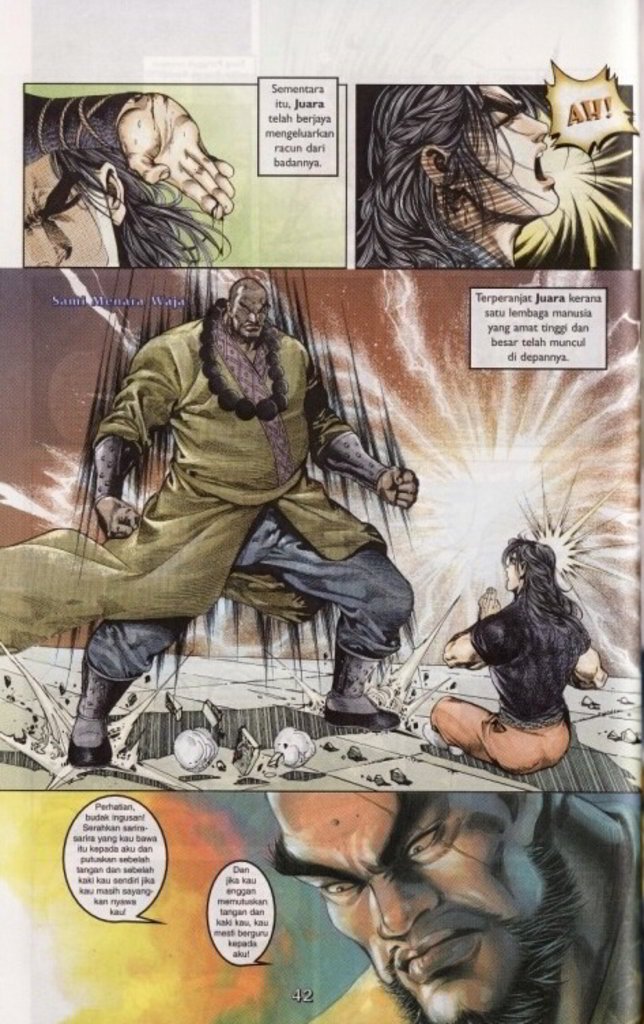 Sementara
itu, Juara
telah berjaya
mengeluarkan
racun dari
badannya.
AH!
Sami Menara Waja
Terperanjat Juara kerana
satu lembaga manusia
yang amat tinggi dan
besar telah muncul
di depannya.
Perhatian,
budak ingusan!
Serahkan sarira-
sarira yang kau bawa
itu kepada aku dan
putuskan sebelah
tangan dan sebelah
kaki kau sendiri jika
kau masih sayang-
kan nyawa
kau!
Dan
jika kau
enggan
memutuskan
tangan dan
kaki kau, kau
mesti berguru
kepada
aku!
42